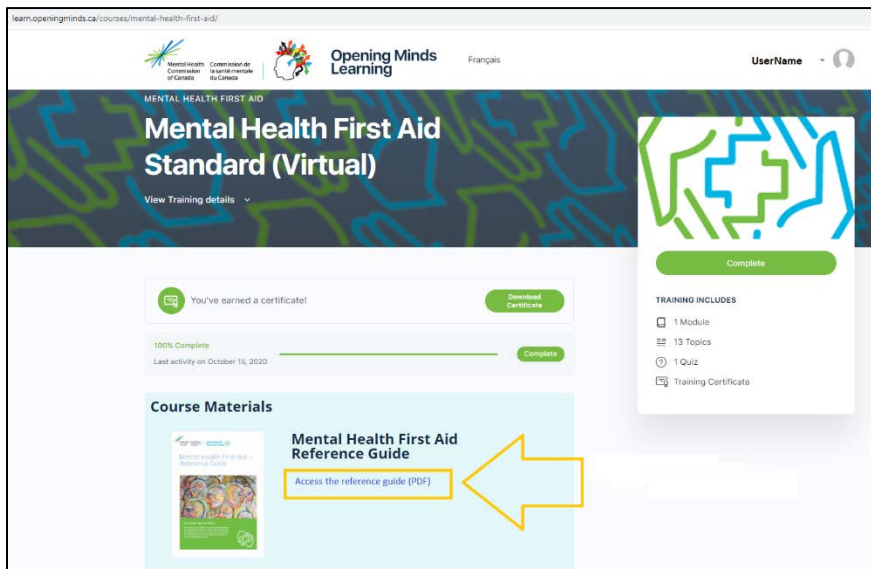 learn.openingminds.ca/courses/mental-health-first-aid/
Mental Health Commission de
Commission la santé mentale
of Canada du Canada
Opening Minds
Learning
Français
UserName
MENTAL HEALTH FIRST AID
Mental Health First Aid
Standard (Virtual)
View Training details
Complete
You've earned a certificate!
Download
Certificate
TRAINING INCLUDES
1 Module
13 Topics
1 Quiz
Training Certificate
100% Complete
Last activity on October 15, 2020
Complete
Course Materials
Mental Health First Aid –
Reference Guide
Mental Health First Aid
Reference Guide
Access the reference guide (PDF)